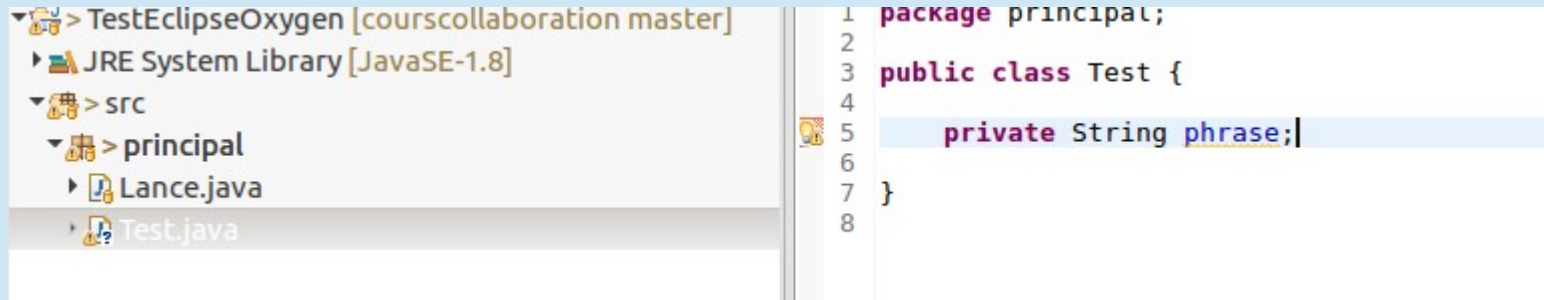 > TestEclipseOxygen [courscollaboration master]
JRE System Library [JavaSE-1.8]
> src
> principal
Lance.java
Test.java
1 package principal;
2
3 public class Test {
4
5 private String phrase;
6
7 }
8